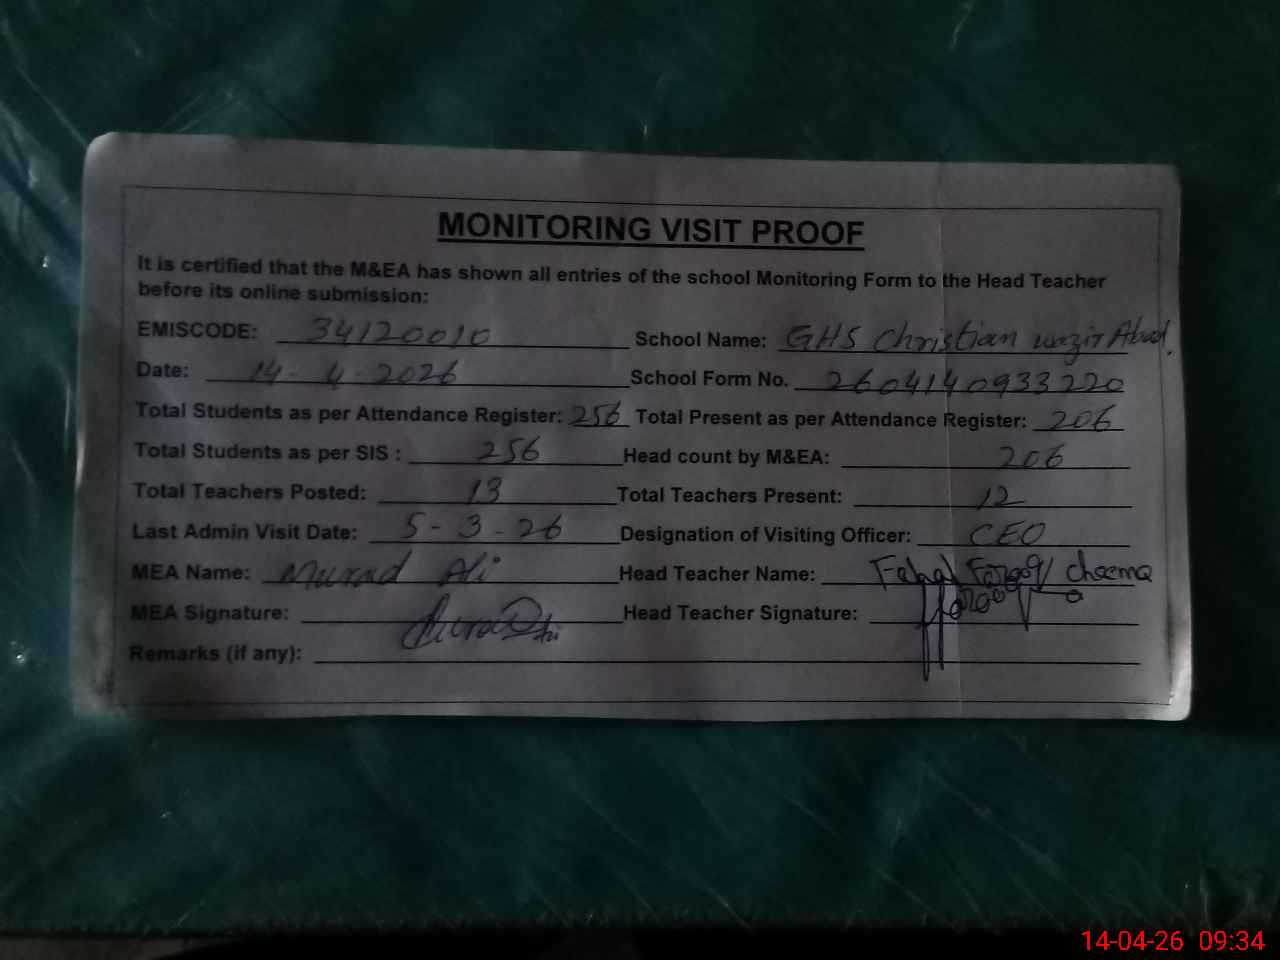 MONITORING VISIT PROOF
It is certified that the M&EA has shown all entries of the school Monitoring Form to the Head Teacher
before its online submission:
EMISCODE: 34120010 School Name: GHS Christian wazir Abad.
Date: 14-4-2026 School Form No. 260414093320
Total Students as per Attendance Register: 256 Total Present as per Attendance Register: 206
Total Students as per SIS : 256 Head count by M&EA: 206
Total Teachers Posted: 13 Total Teachers Present: 12
Last Admin Visit Date: 5-3-26 Designation of Visiting Officer: CEO
MEA Name: Murad Ali Head Teacher Name: Farooq Cheema
MEA Signature: Head Teacher Signature:
Remarks (if any):
14-04-26 09:34